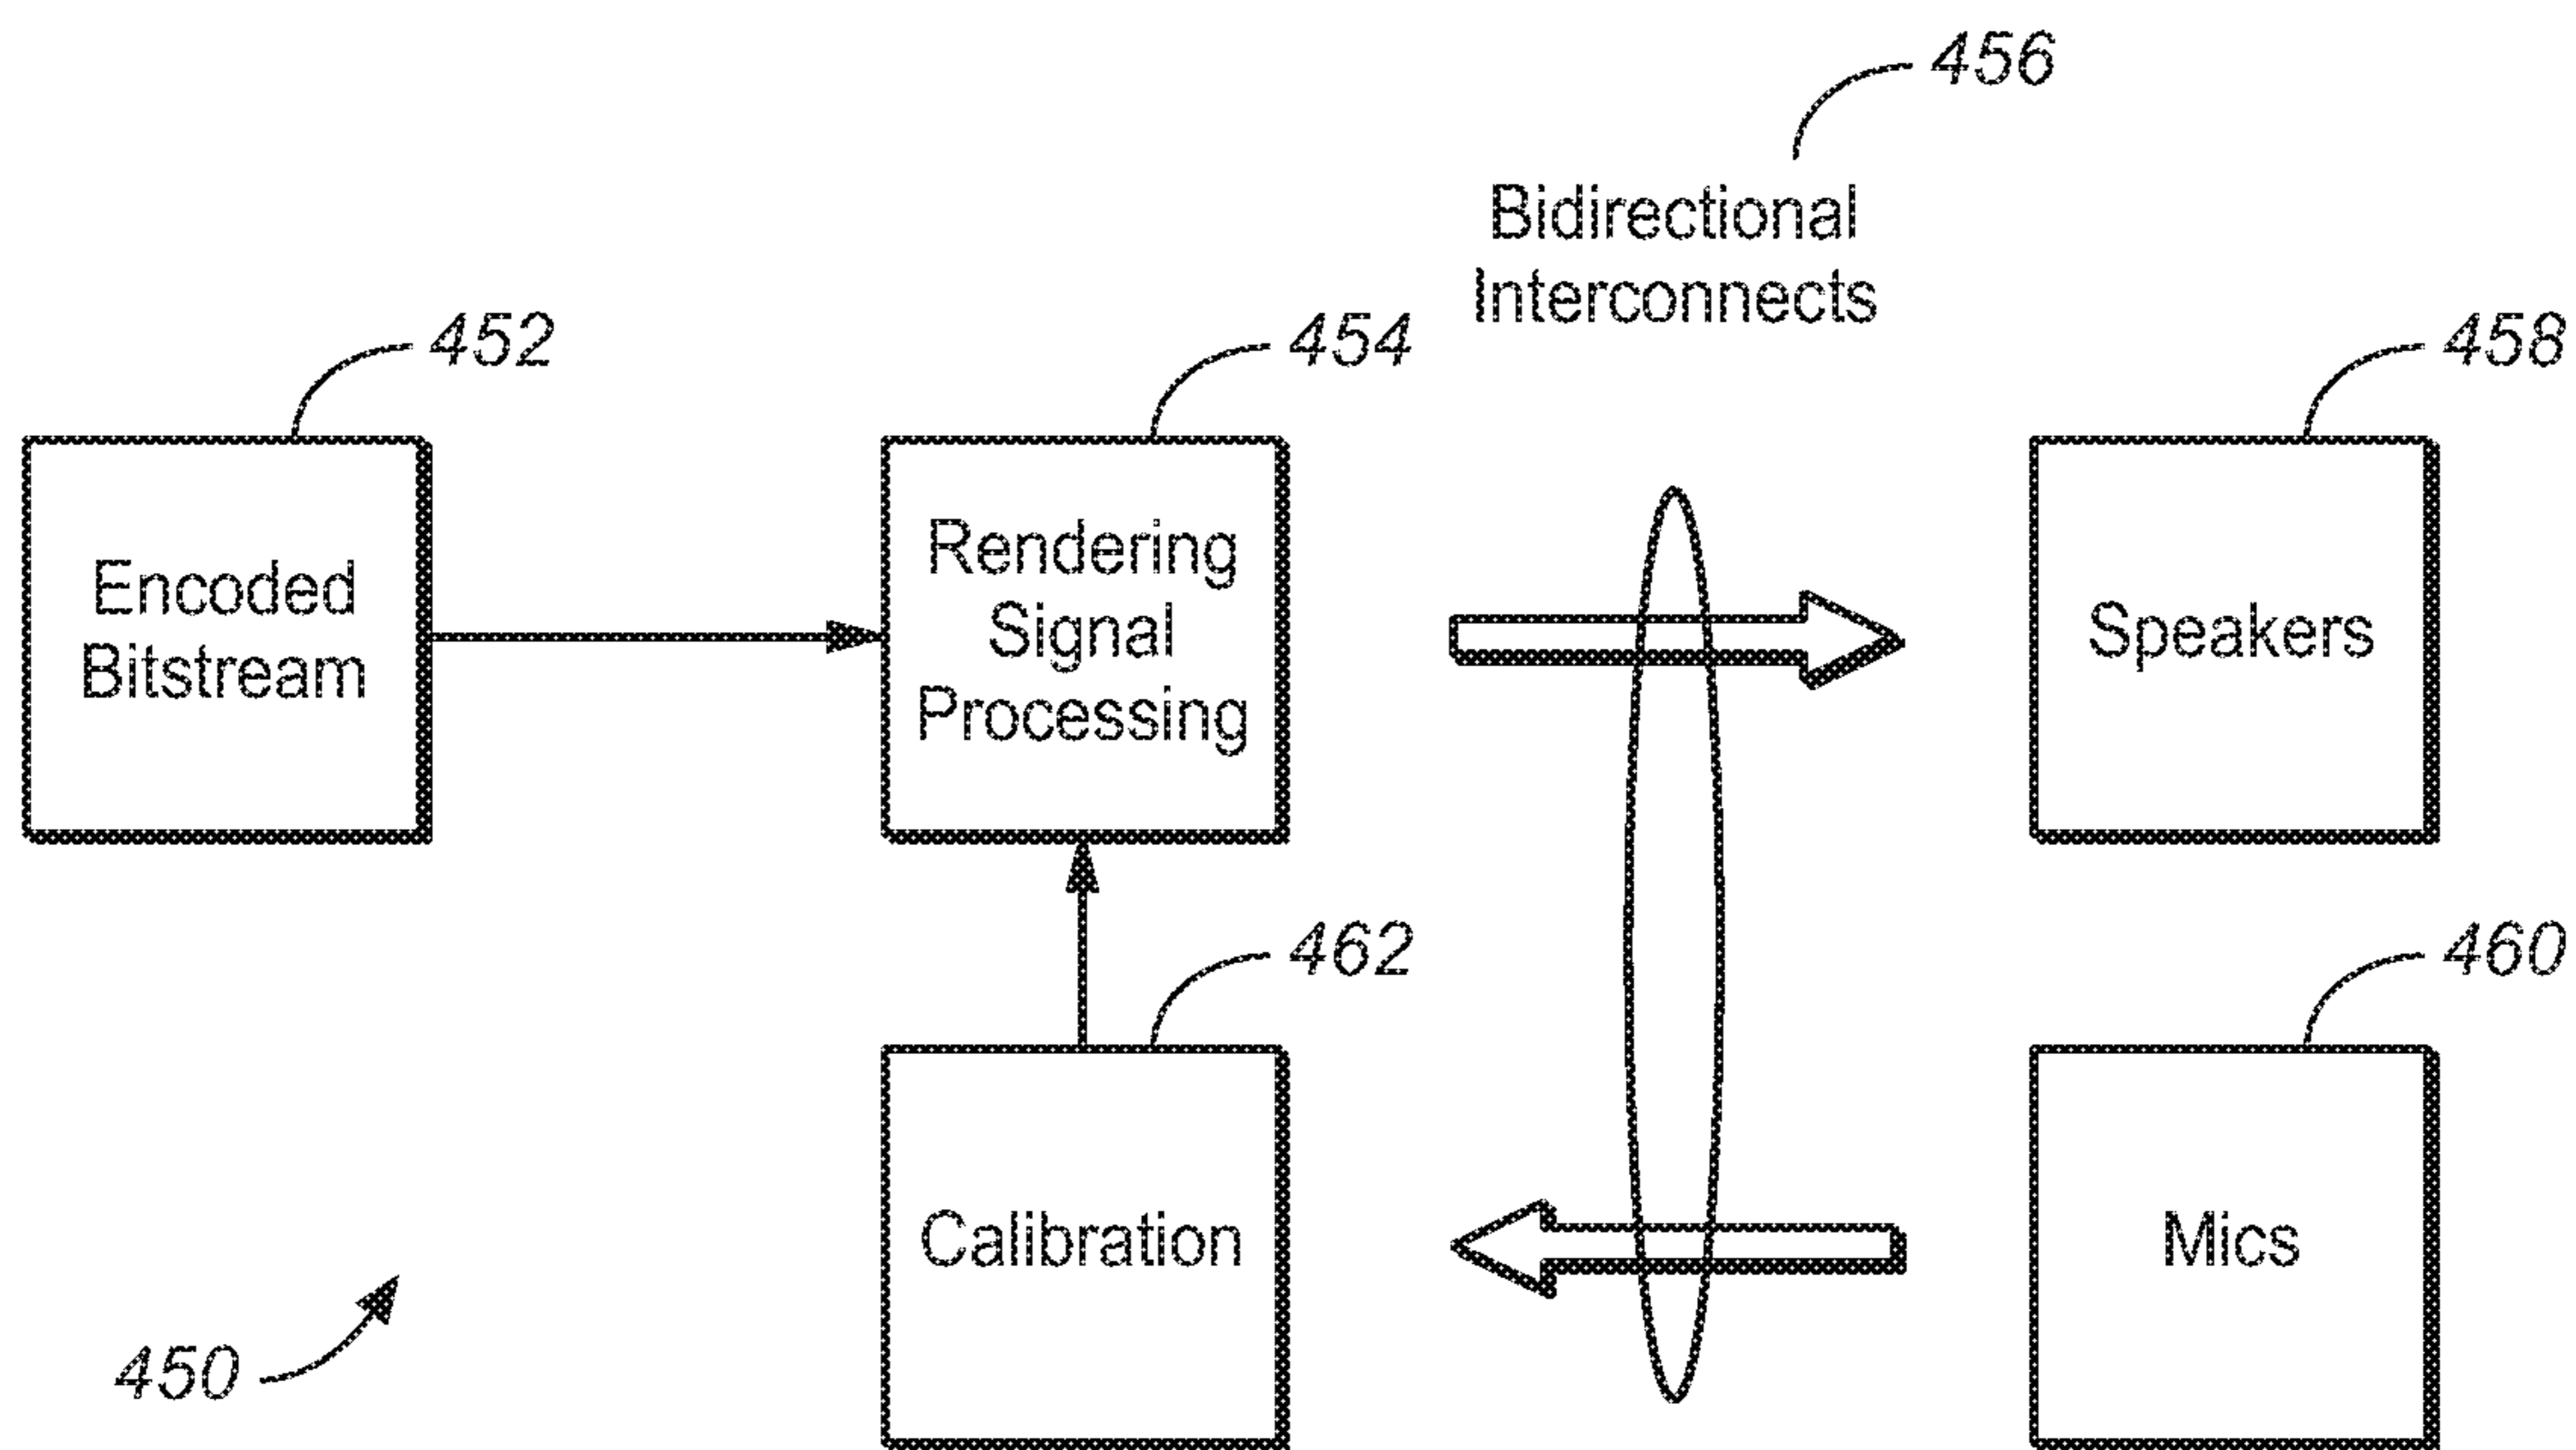 456
Bidirectional
Interconnects
452
454
458
Encoded
Bitstream
Rendering
Signal
Processing
Speakers
462
460
Calibration
Mics
450